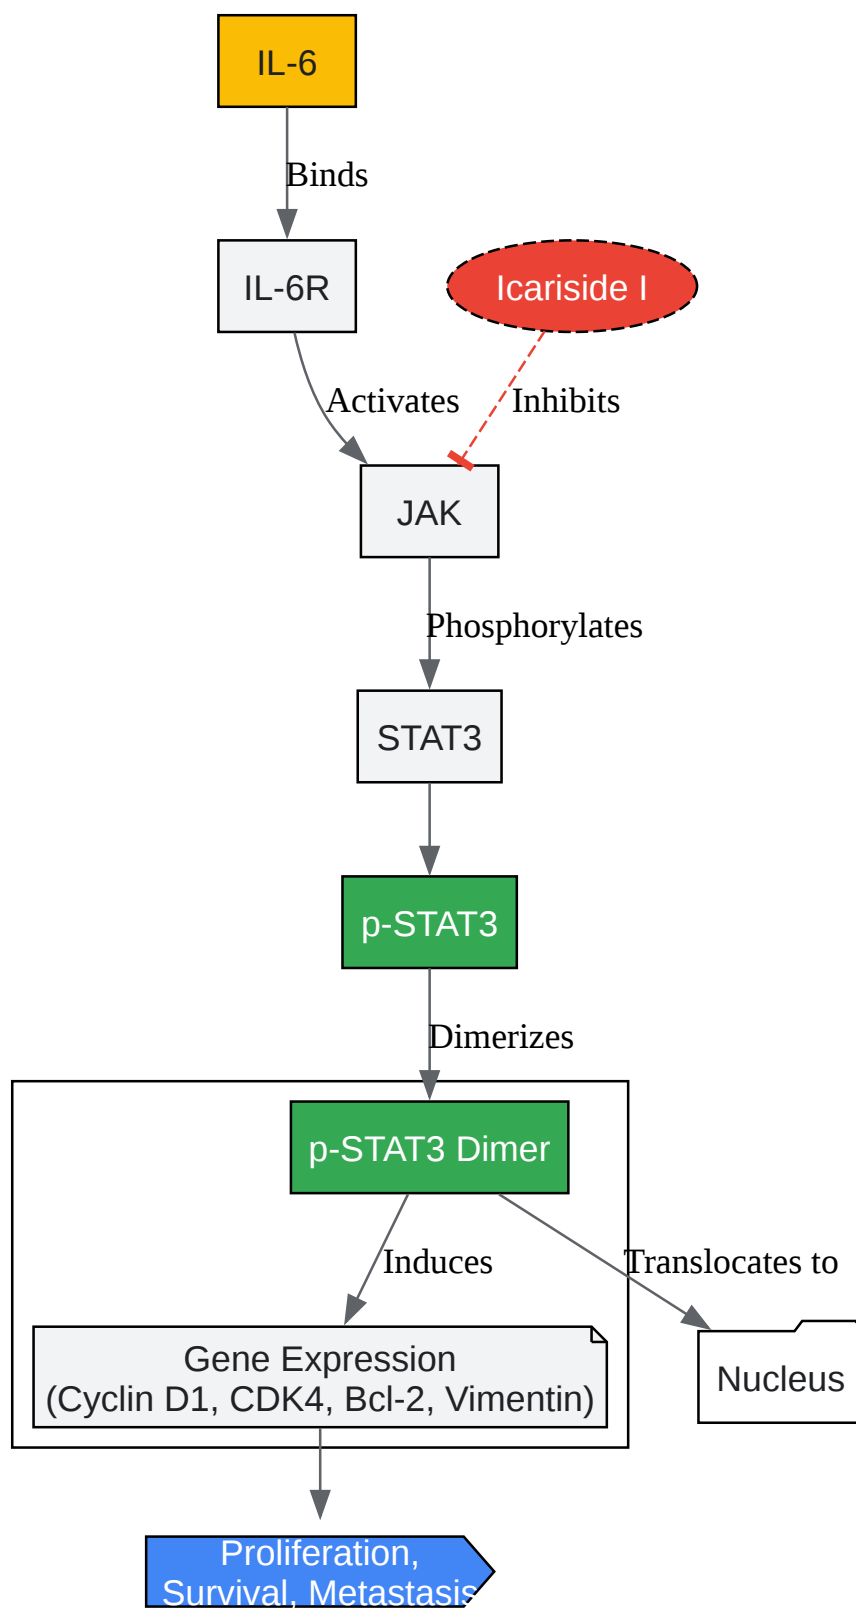 IL-6
Binds
IL-6R
Icariside I
Activates
Inhibits
JAK
Phosphorylates
STAT3
p-STAT3
Dimerizes
p-STAT3 Dimer
Induces
Translocates to
Gene Expression
(Cyclin D1, CDK4, Bcl-2, Vimentin)
Nucleus
Proliferation,
Survival, Metastasis